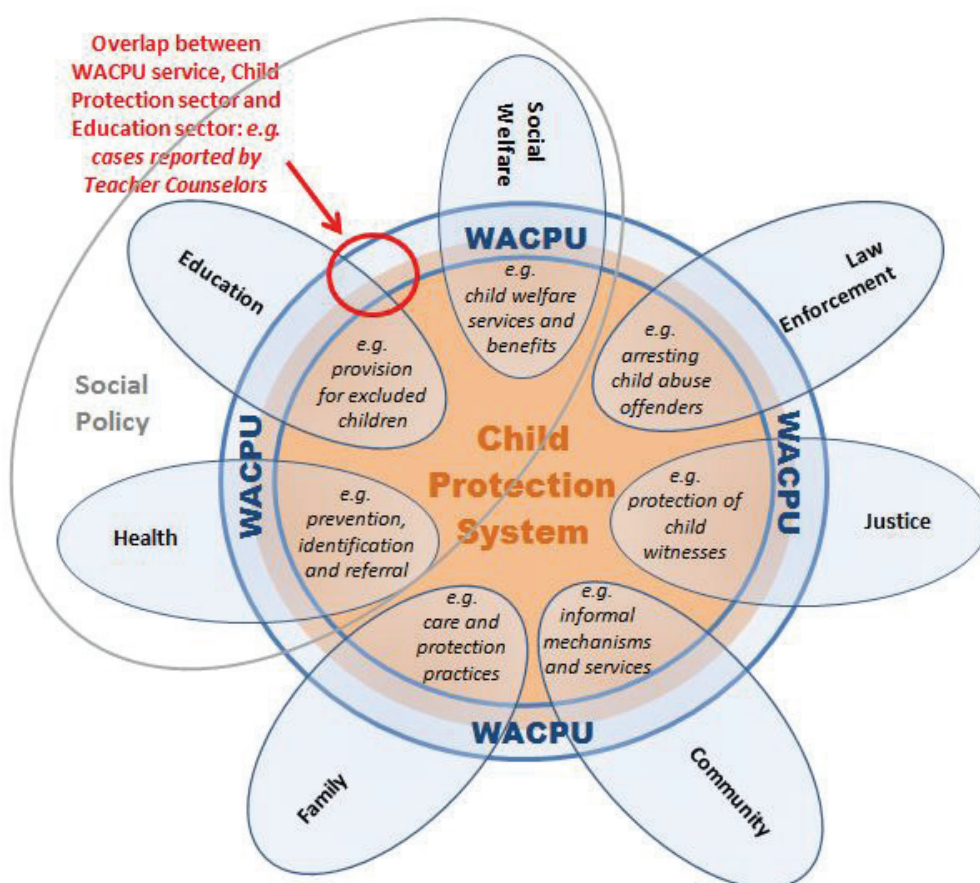 Overlap between
WACPU service, Child
Protection sector and
Education sector: e.g.
cases reported by
Teacher Counselors
Social
Welfare
WACPU
e.g.
child welfare
services and
benefits
Law
Enforcement
e.g.
arresting
child abuse
offenders
Education
e.g.
provision
for excluded
children
Social
Policy
WACPU
Child
Protection
System
WACPU
e.g.
protection of
child
witnesses
Justice
Health
e.g.
prevention,
identification
and referral
e.g.
care and
protection
practices
e.g.
informal
mechanisms
and services
WACPU
Family
Community